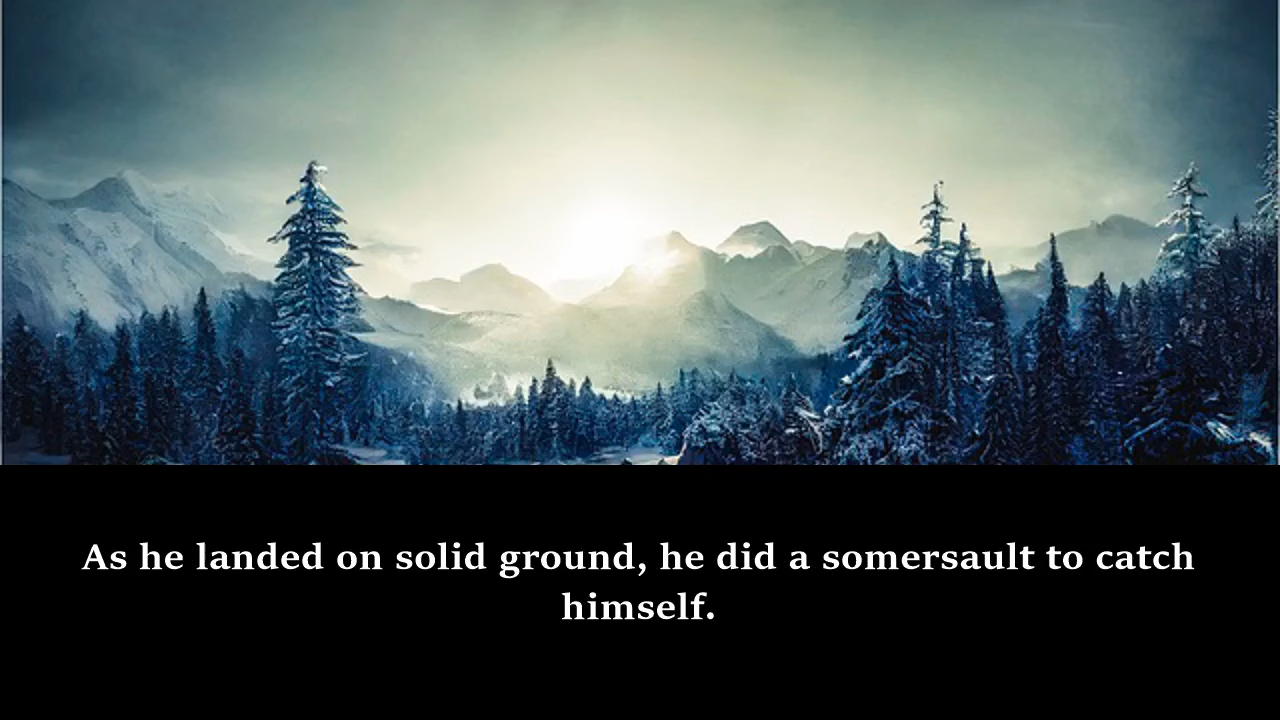 As he landed on solid ground, he did a somersault to catch
himself.